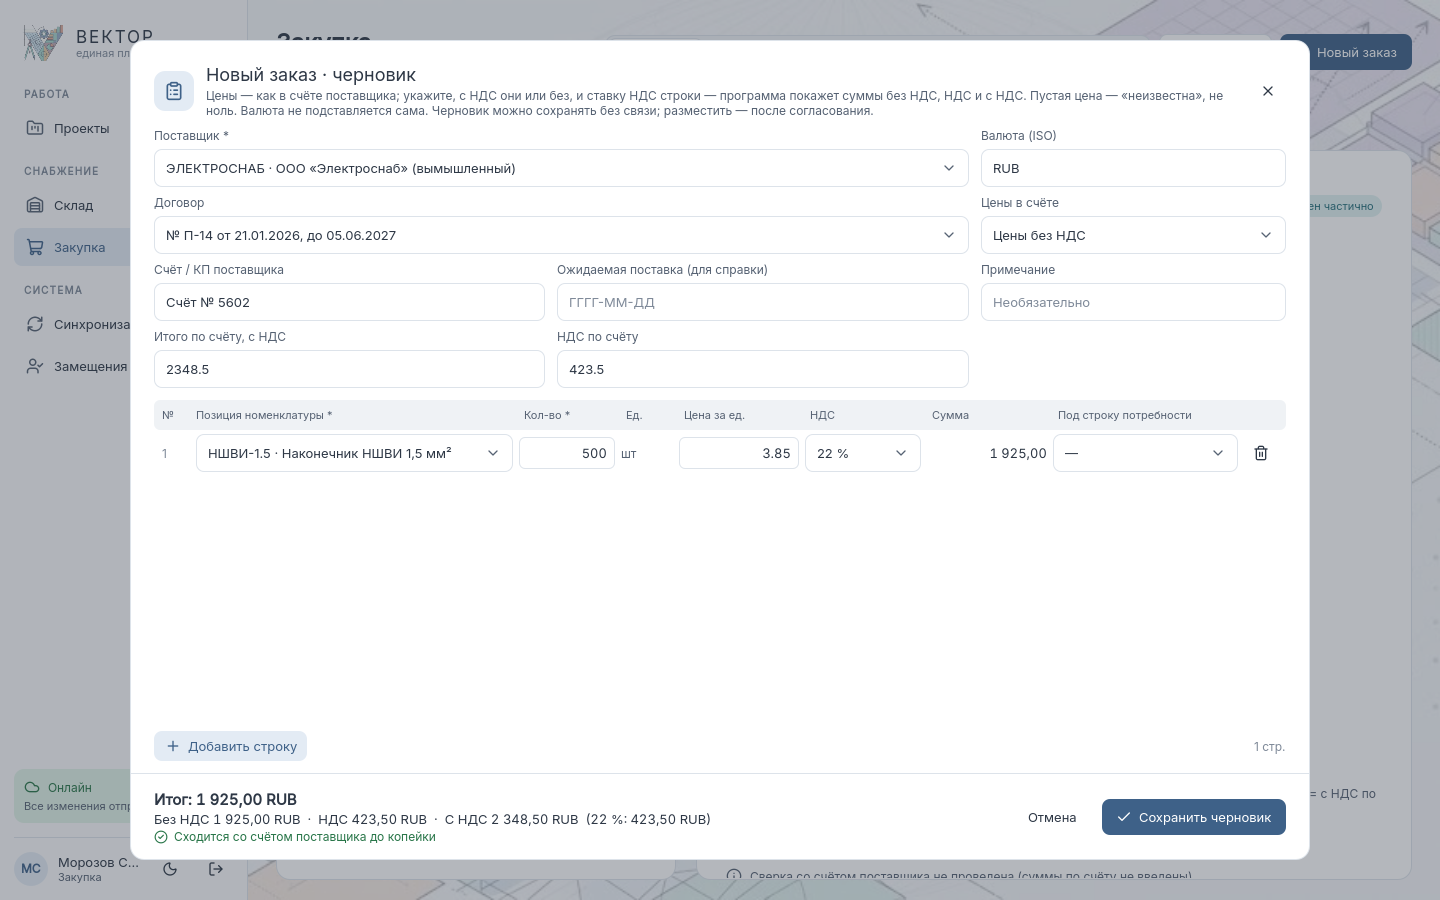 ВЕКТОР
единая пл
РАБОТА
Проекты
СНАБЖЕНИЕ
Склад
Закупка
СИСТЕМА
Синхрониза
Замещения
Онлайн
Все изменения отпр
МС
Морозов С...
Закупка
Закупка
Новый заказ
ен частично
Новый заказ · черновик
Цены — как в счёте поставщика; укажите, с НДС они или без, и ставку НДС строки — программа покажет суммы без НДС, НДС и с НДС. Пустая цена — «неизвестна», не
ноль. Валюта не подставляется сама. Черновик можно сохранять без связи; разместить — после согласования.
Поставщик *
Валюта (ISO)
ЭЛЕКТРОСНАБ · ООО «Электроснаб» (вымышленный)
RUB
Договор
Цены в счёте
№ П-14 от 21.01.2026, до 05.06.2027
Цены без НДС
Счёт / КП поставщика
Ожидаемая поставка (для справки)
Примечание
Счёт № 5602
ГГГГ-ММ-ДД
Необязательно
Итого по счёту, с НДС
НДС по счёту
2348.5
423.5
№ Позиция номенклатуры * Кол-во * Ед. Цена за ед. НДС Сумма Под строку потребности
1 НШВИ-1.5 · Наконечник НШВИ 1,5 мм² 500 шт 3.85 22 % 1 925,00 —
Добавить строку
1 стр.
Итог: 1 925,00 RUB
Без НДС 1 925,00 RUB · НДС 423,50 RUB · С НДС 2 348,50 RUB (22 %: 423,50 RUB)
Сходится со счётом поставщика до копейки
Отмена
Сохранить черновик
= с НДС по
Сверка со счётом поставщика не проведена (суммы по счёту не введены)